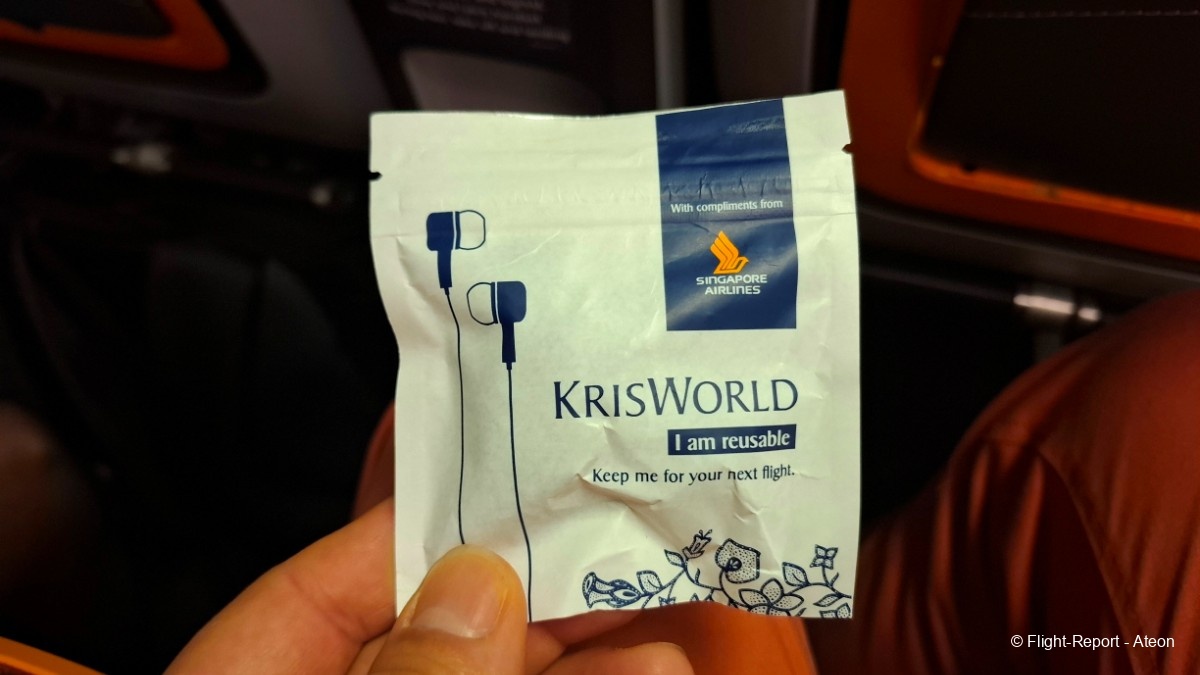 With compliments from
SINGAPORE
AIRLINES
KRISWORLD
I am reusable
Keep me for your next flight.
© Flight-Report - Ateon